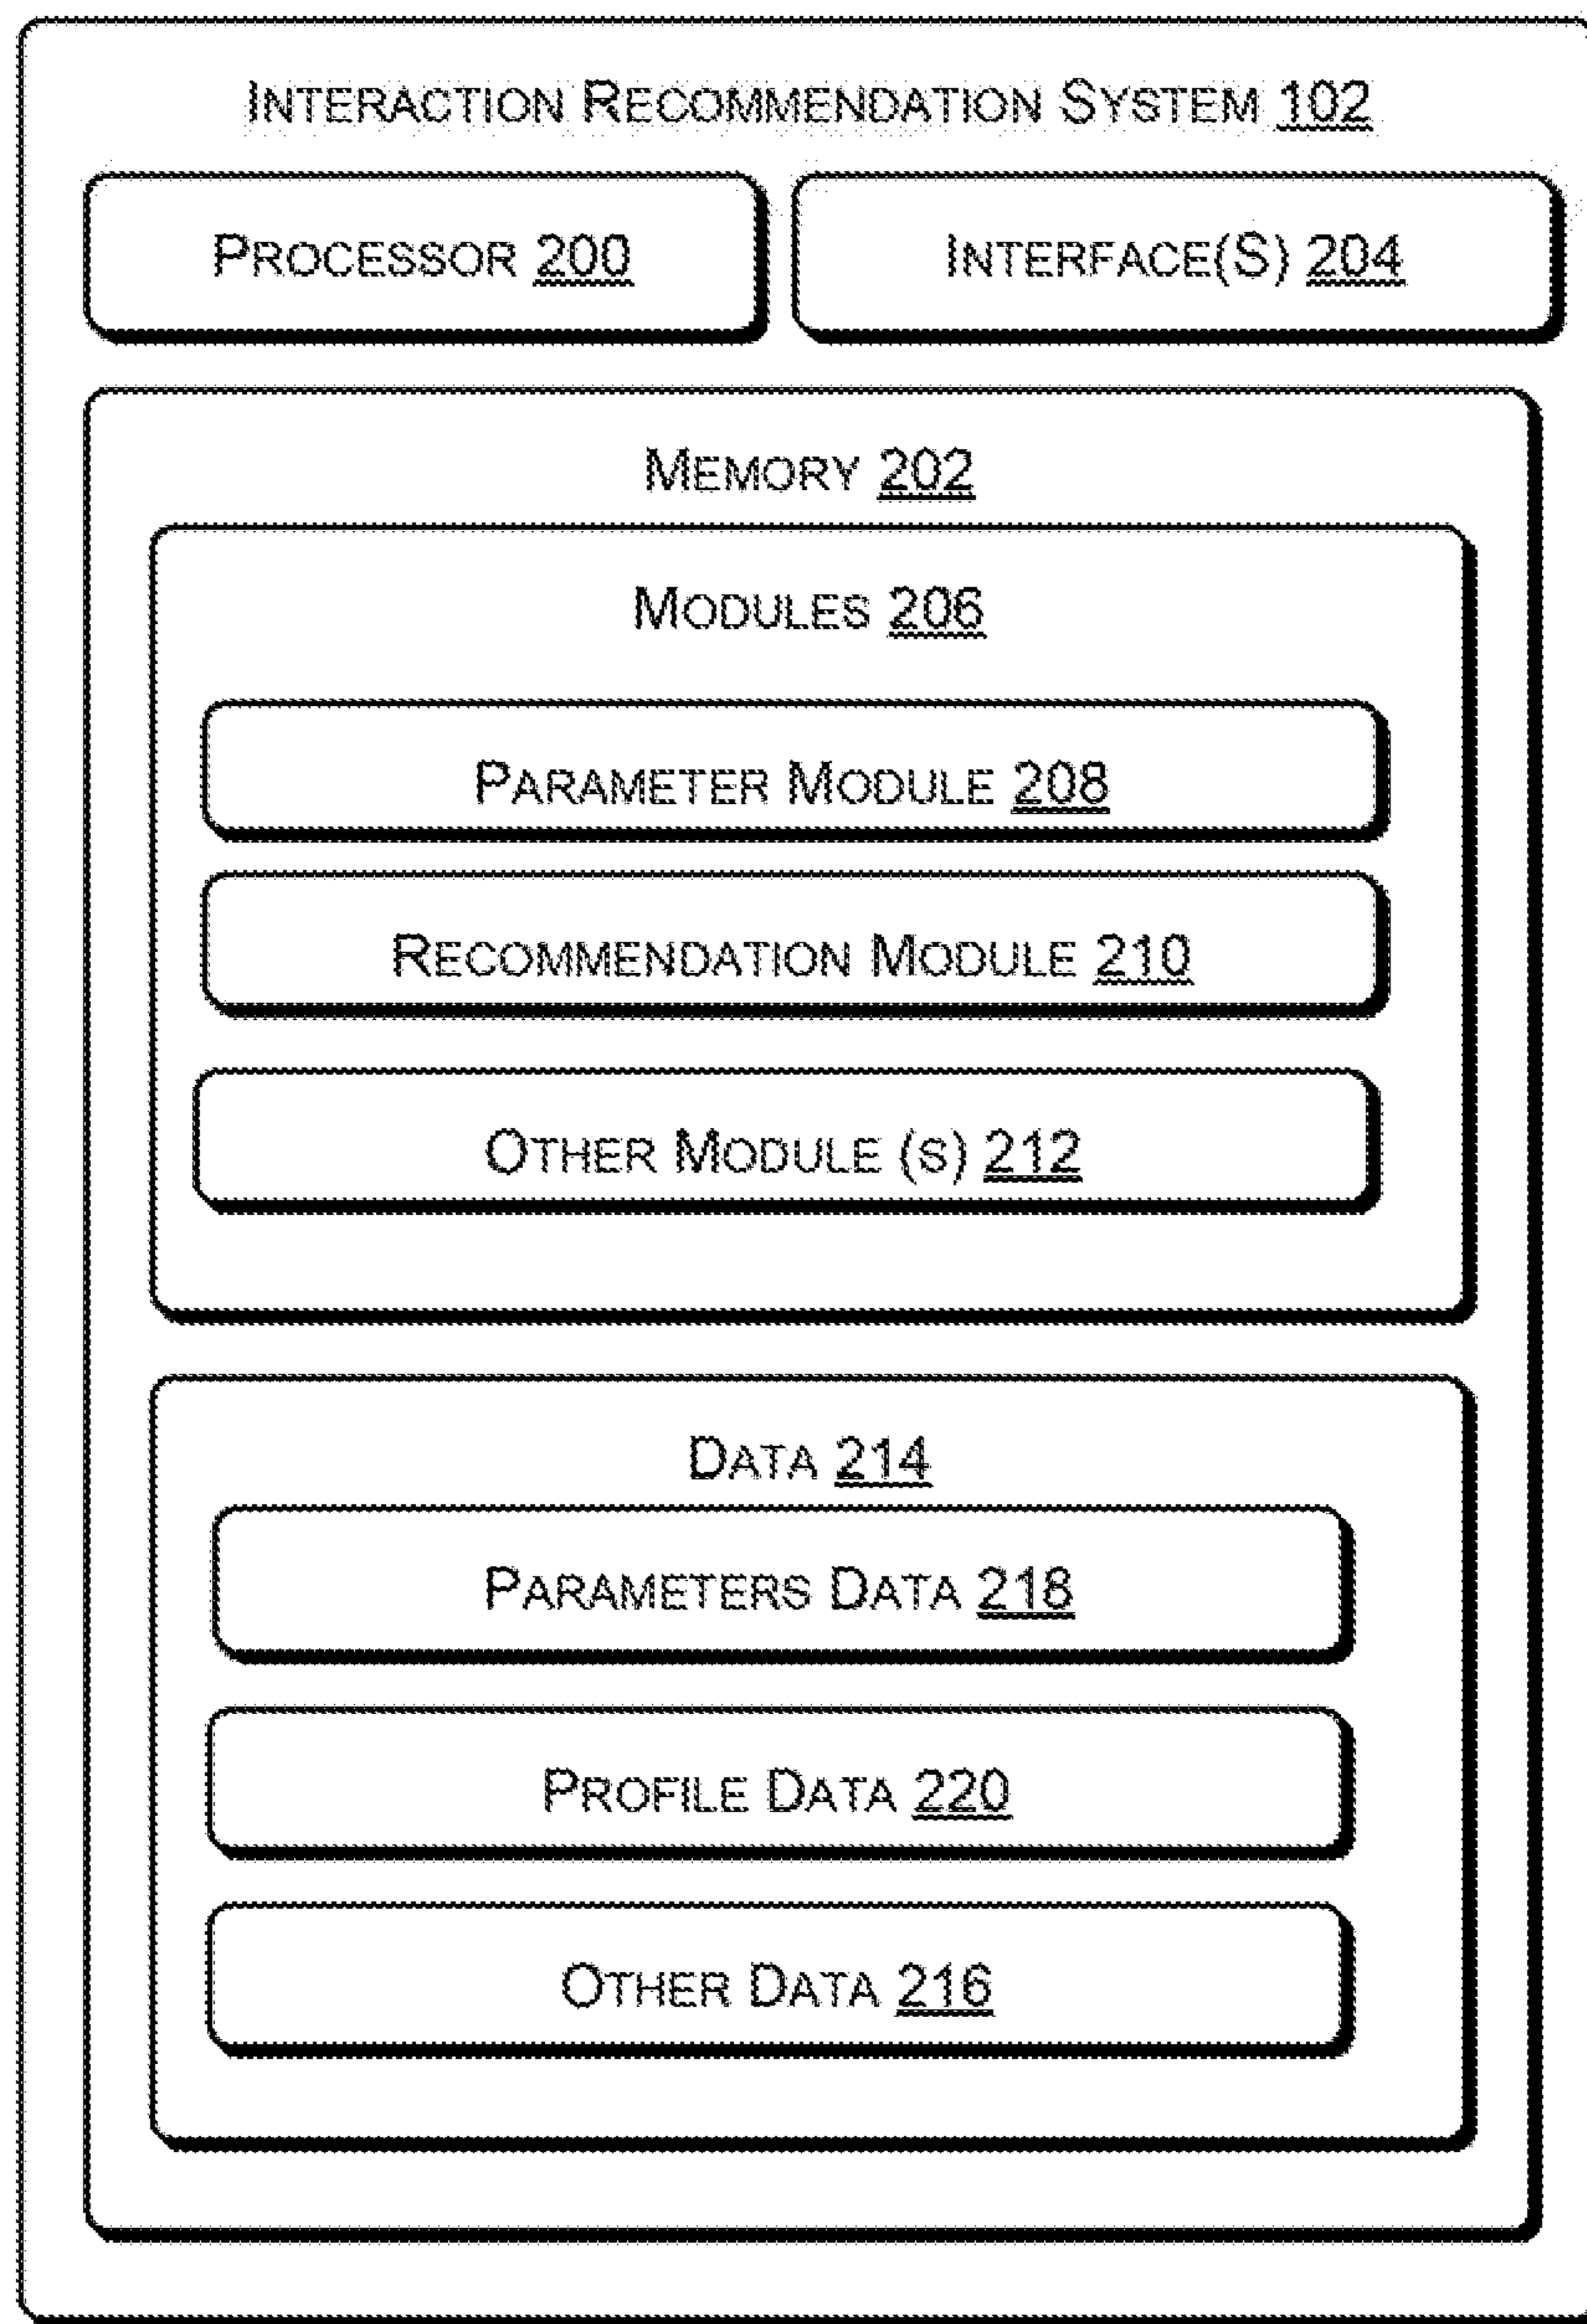 INTERACTION RECOMMENDATION SYSTEM 102
PROCESSOR 200
INTERFACE(S) 204
MEMORY 202
MODULES 206
PARAMETER MODULE 208
RECOMMENDATION MODULE 210
OTHER MODULE (S) 212
DATA 214
PARAMETERS DATA 218
PROFILE DATA 220
OTHER DATA 216